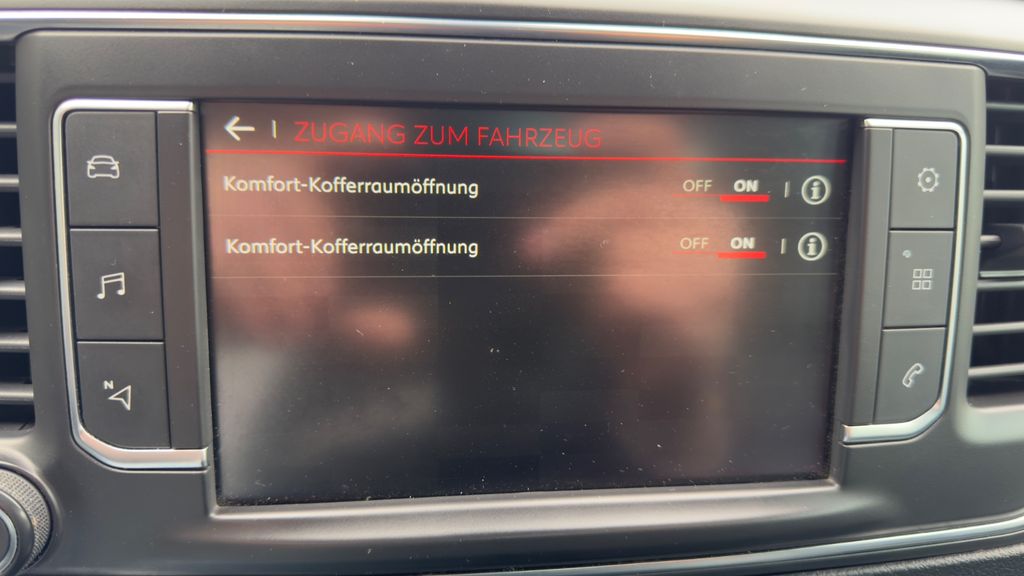 ZUGANG ZUM FAHRZEUG
Komfort-Kofferraumöffnung OFF ON
Komfort-Kofferraumöffnung OFF ON
N